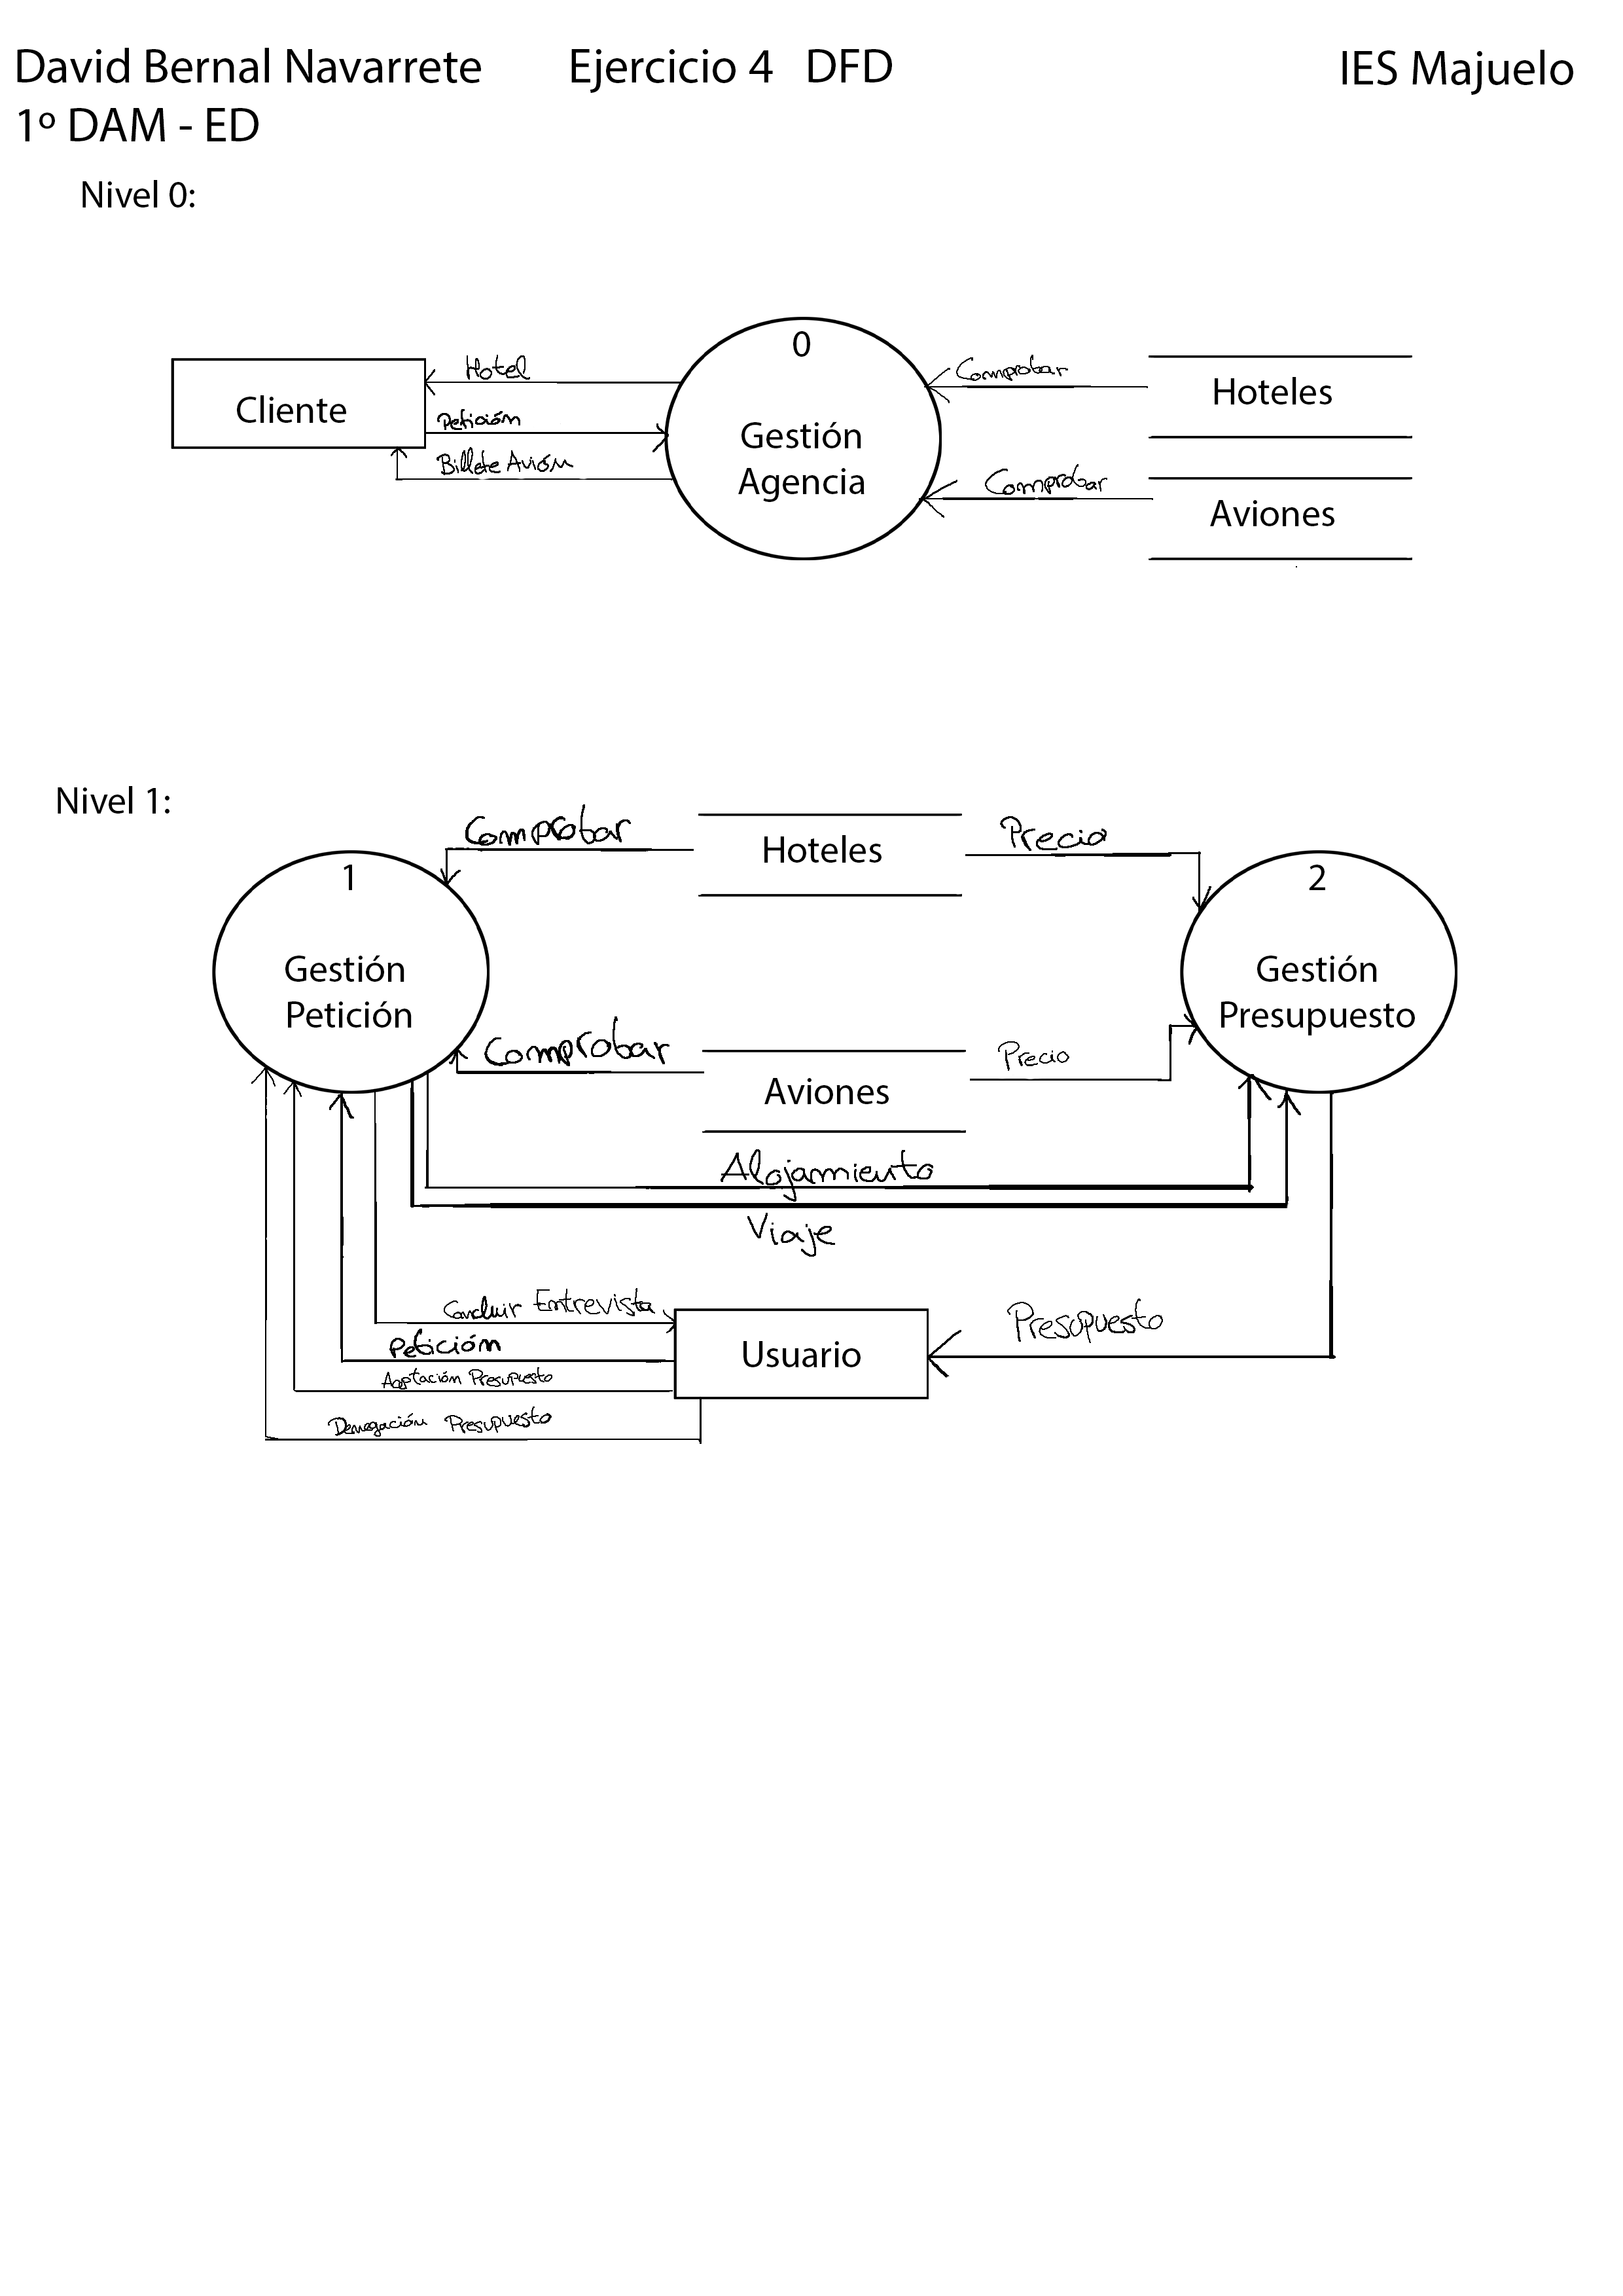 David Bernal Navarrete Ejercicio 4 DFD IES Majuelo
1º DAM - ED
Nivel 0:
0
Hotel
Comprobar
Hoteles
Cliente
Petición
Gestión
Agencia
Billete Avión
Comprobar
Aviones
Nivel 1:
Comprobar
Hoteles
Precio
1
2
Gestión
Petición
Gestión
Presupuesto
Comprobar
Precio
Aviones
Alojamiento
Viaje
Concluir Entrevista
Presupuesto
Petición
Usuario
Aceptación Presupuesto
Denegación Presupuesto